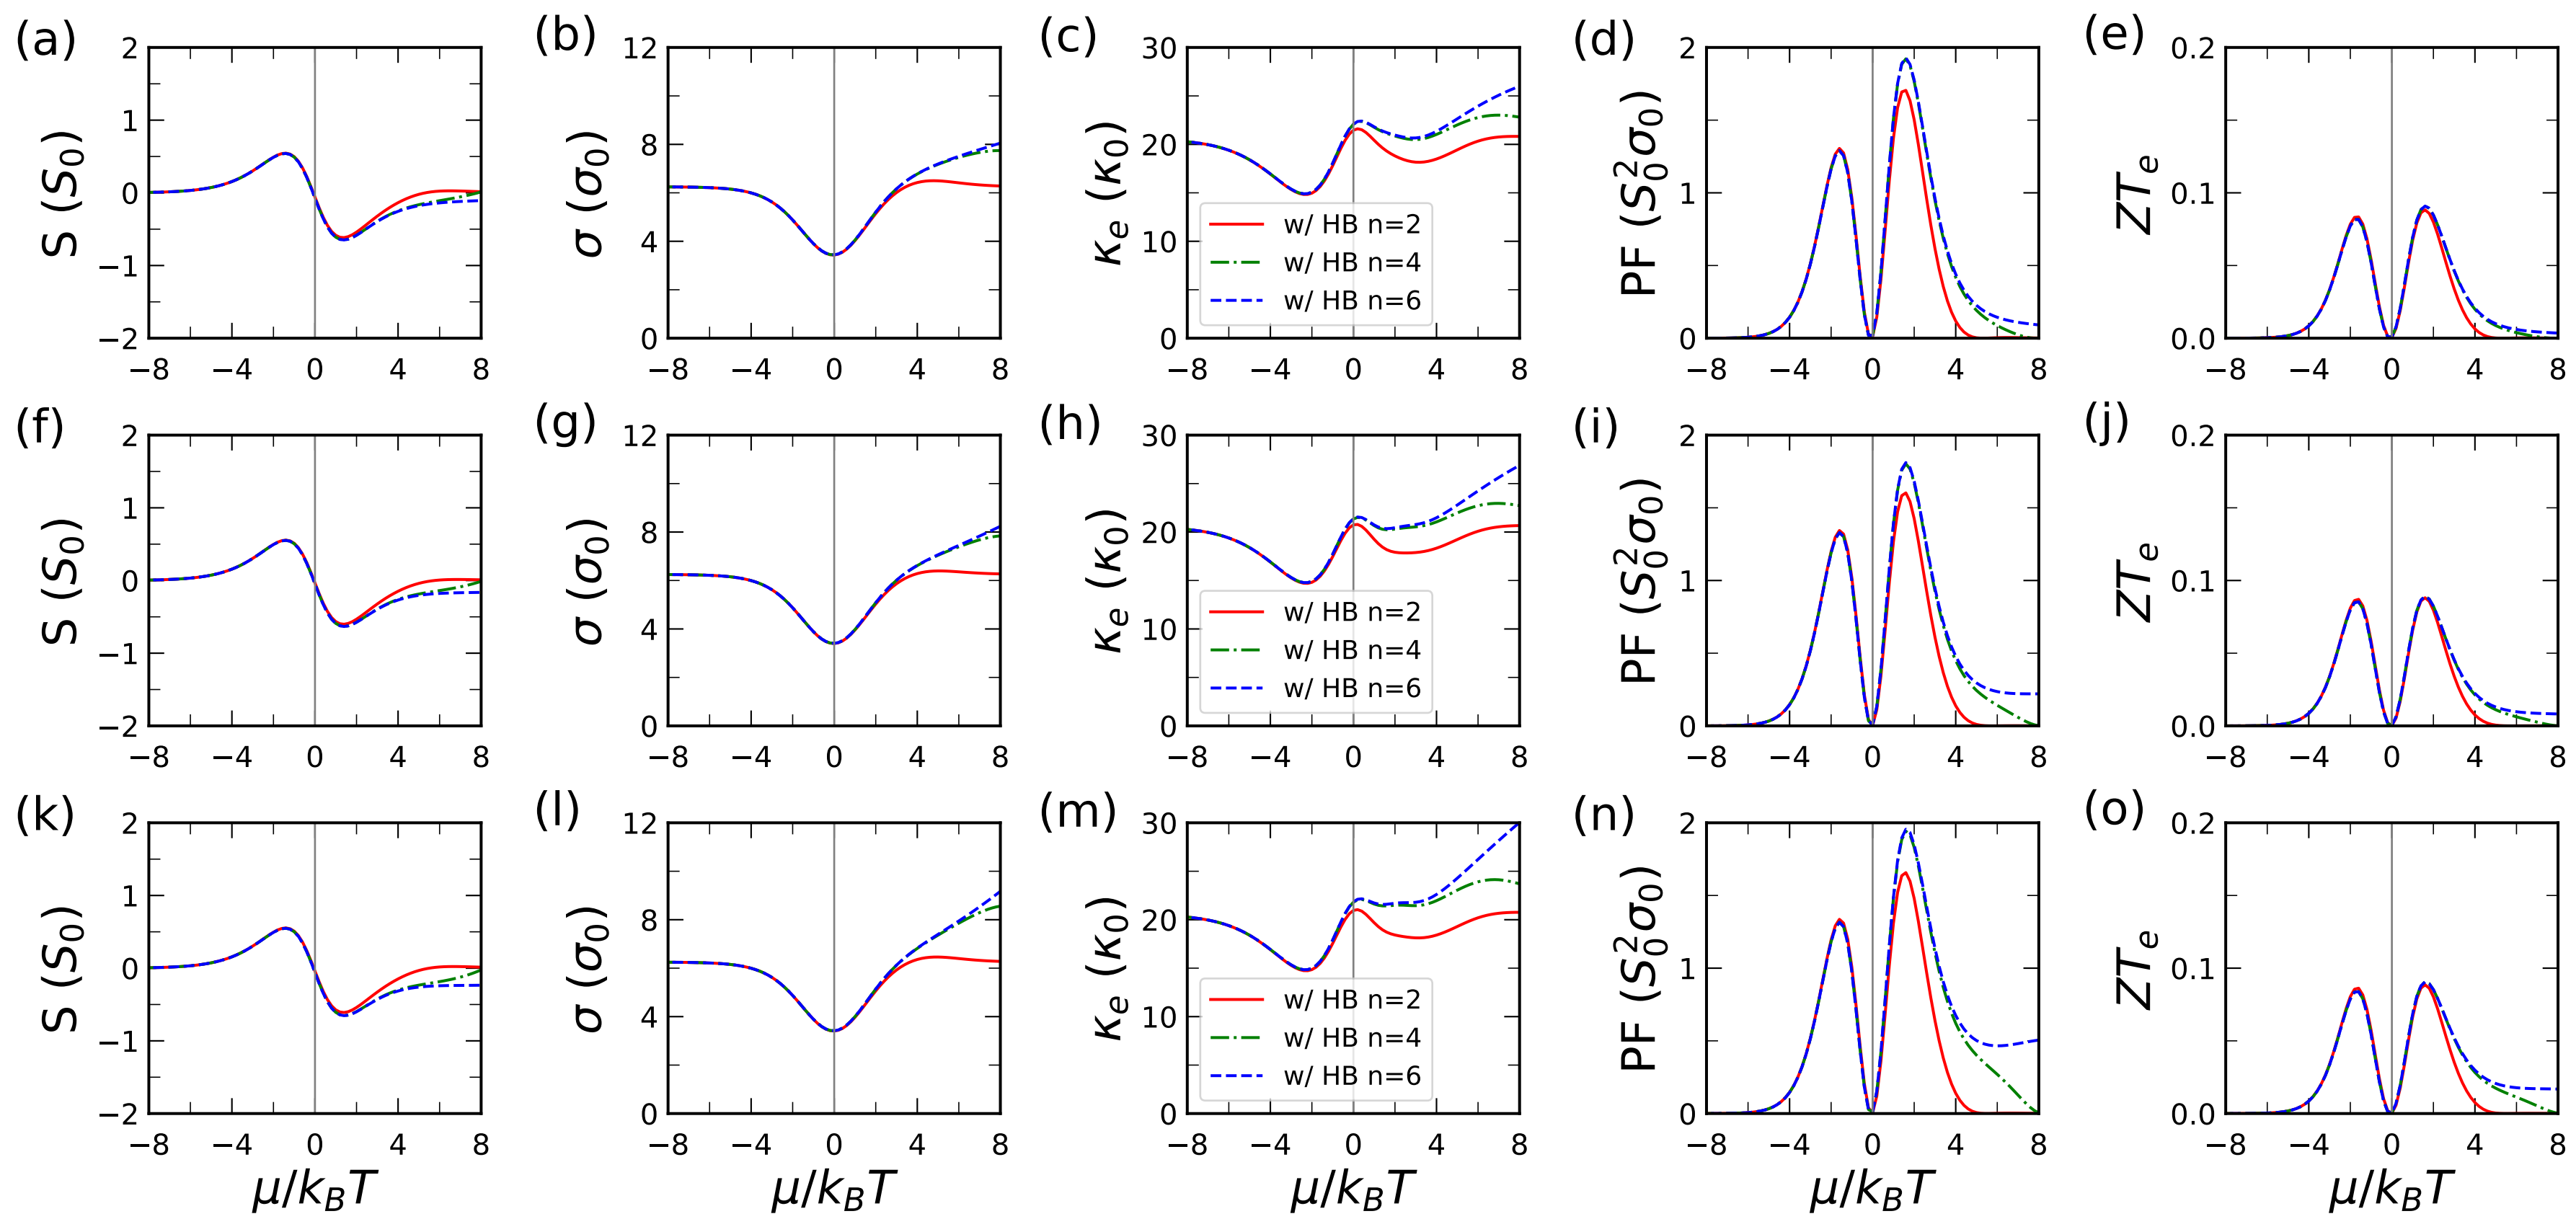 (a) (b) (c) (d) (e)
2 12 30 2 0.2
S (S₀) 1 0 −1 −2
σ (σ₀) 8 4 0
κₑ (κ₀) 20 10 0
w/ HB n=2
w/ HB n=4
w/ HB n=6
PF (S₀²σ₀) 1 0
ZTₑ 0.1 0.0
−8 −4 0 4 8 −8 −4 0 4 8 −8 −4 0 4 8 −8 −4 0 4 8 −8 −4 0 4 8
(f) (g) (h) (i) (j)
2 12 30 2 0.2
S (S₀) 1 0 −1 −2
σ (σ₀) 8 4 0
κₑ (κ₀) 20 10 0
w/ HB n=2
w/ HB n=4
w/ HB n=6
PF (S₀²σ₀) 1 0
ZTₑ 0.1 0.0
−8 −4 0 4 8 −8 −4 0 4 8 −8 −4 0 4 8 −8 −4 0 4 8 −8 −4 0 4 8
(k) (l) (m) (n) (o)
2 12 30 2 0.2
S (S₀) 1 0 −1 −2
σ (σ₀) 8 4 0
κₑ (κ₀) 20 10 0
w/ HB n=2
w/ HB n=4
w/ HB n=6
PF (S₀²σ₀) 1 0
ZTₑ 0.1 0.0
−8 −4 0 4 8 −8 −4 0 4 8 −8 −4 0 4 8 −8 −4 0 4 8 −8 −4 0 4 8
μ/k_BT μ/k_BT μ/k_BT μ/k_BT μ/k_BT